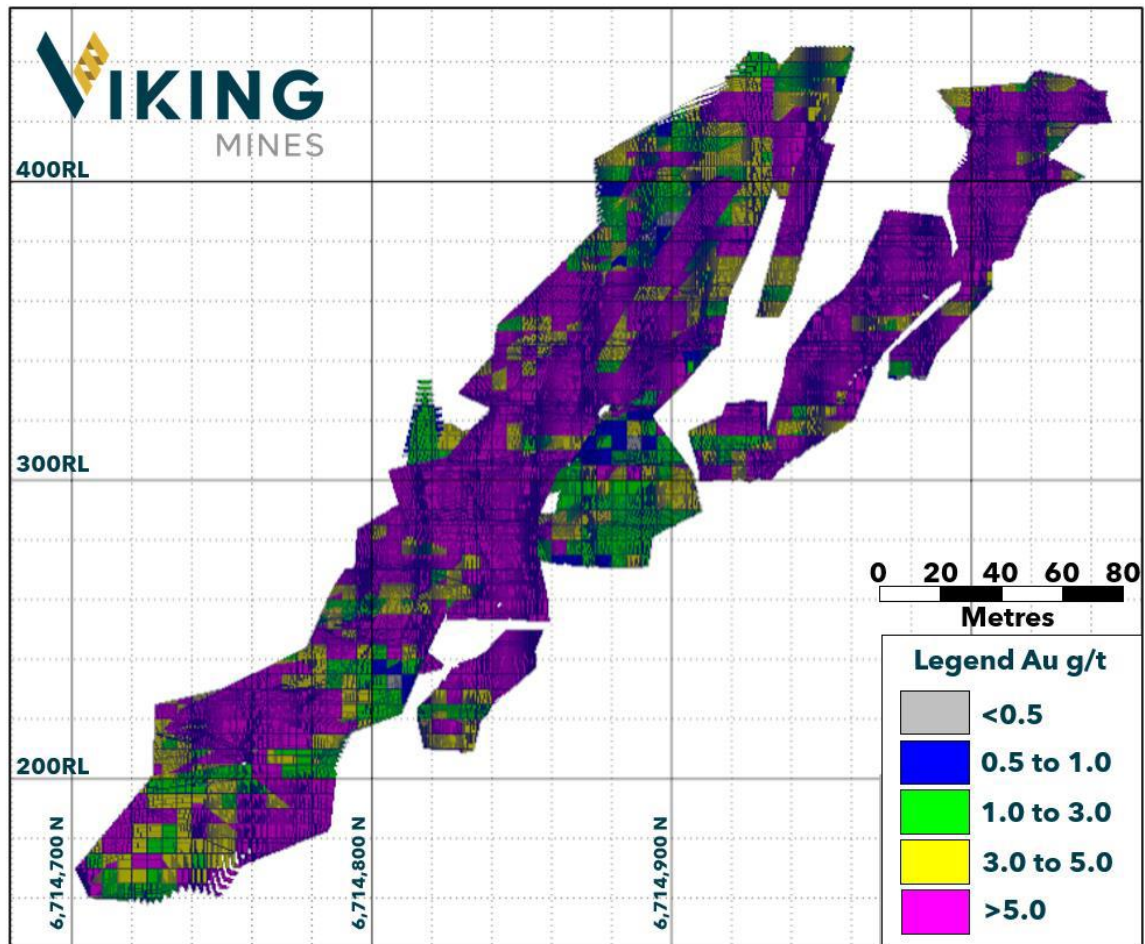 VIKING
MINES
400RL
300RL
0 20 40 60 80
Metres
Legend Au g/t
<0.5
0.5 to 1.0
200RL
1.0 to 3.0
3.0 to 5.0
>5.0
6,714,700 N
6,714,800 N
6,714,900 N